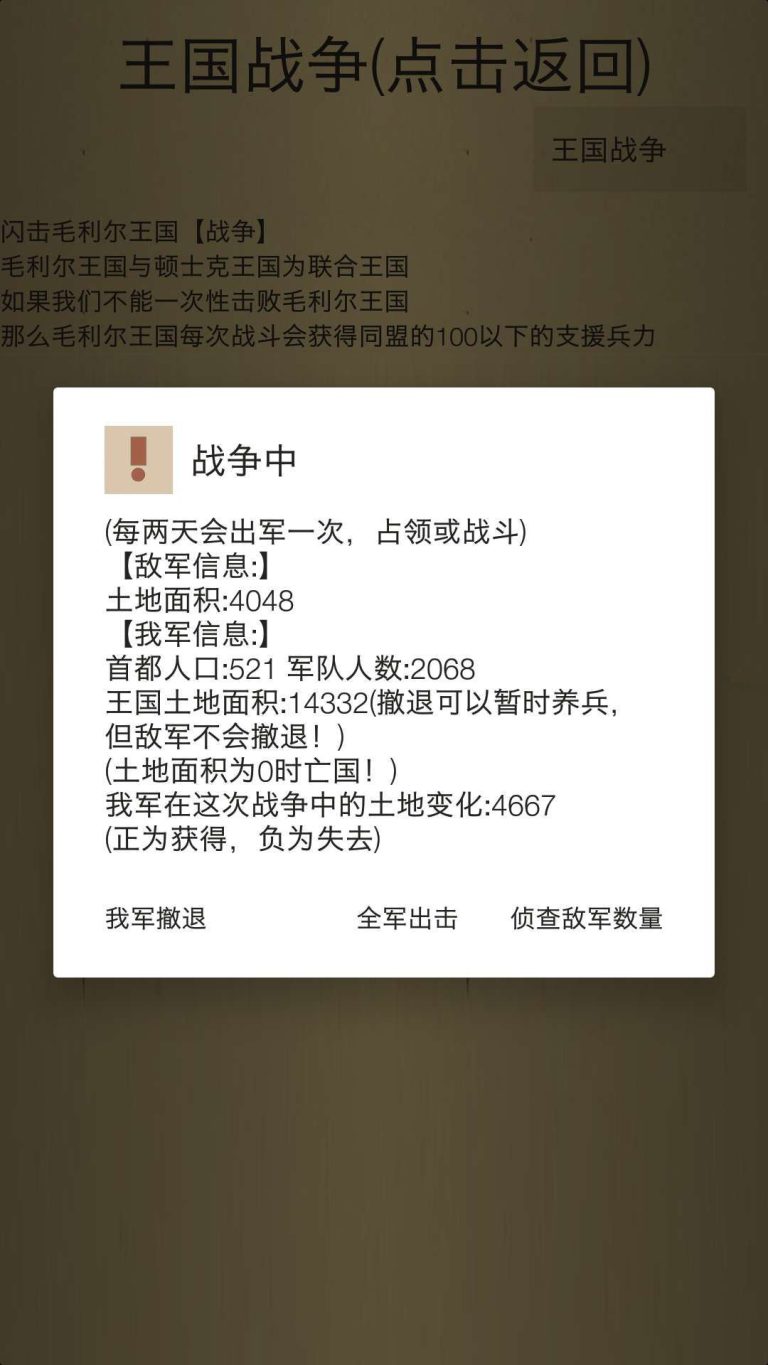 王国战争(点击返回)
王国战争
闪击毛利尔王国【战争】
毛利尔王国与顿士克王国为联合王国
如果我们不能一次性击败毛利尔王国
那么毛利尔王国每次战斗会获得同盟的100以下的支援兵力
战争中
(每两天会出军一次，占领或战斗)
【敌军信息:】
土地面积:4048
【我军信息:】
首都人口:521 军队人数:2068
王国土地面积:14332(撤退可以暂时养兵，
但敌军不会撤退！)
(土地面积为0时亡国！)
我军在这次战争中的土地变化:4667
(正为获得，负为失去)
我军撤退 全军出击 侦查敌军数量